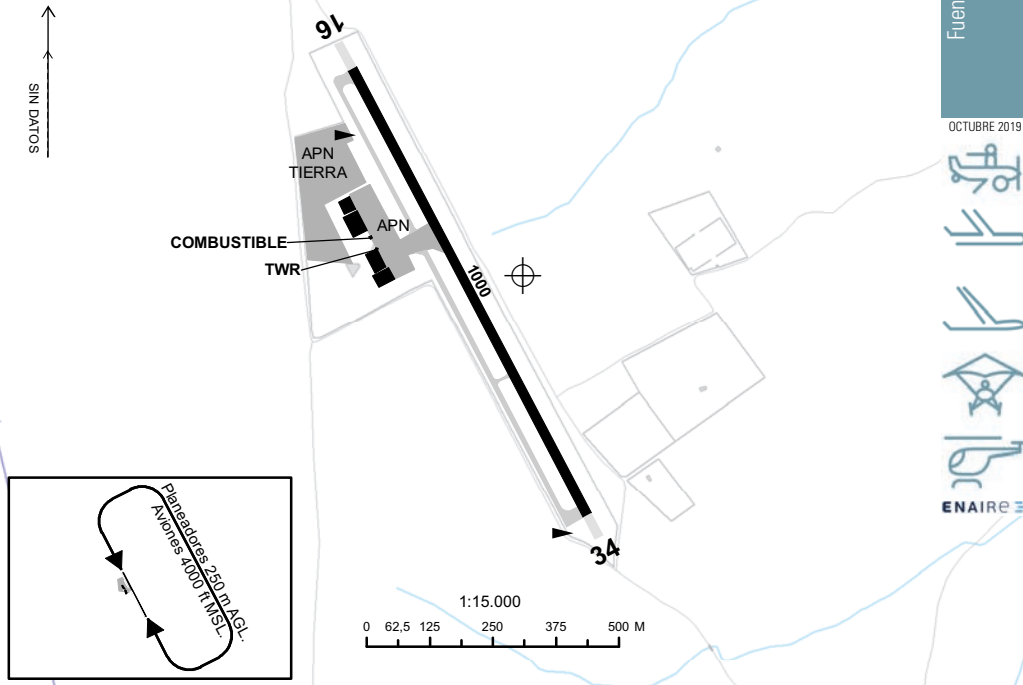 16
SIN DATOS
APN
TIERRA
APN
COMBUSTIBLE
TWR
1000
34
Planeadores 250 m AGL.
Aviones 4000 ft MSL.
1:15.000
0 62,5 125 250 375 500 M
OCTUBRE 2019
ENAIRe